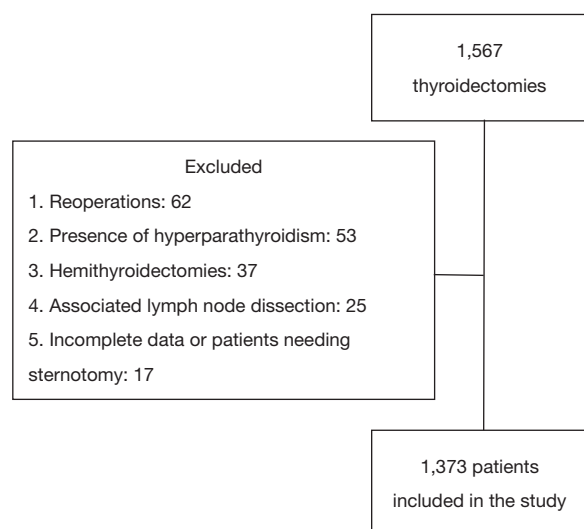 1,567
thyroidectomies
Excluded
1. Reoperations: 62
2. Presence of hyperparathyroidism: 53
3. Hemithyroidectomies: 37
4. Associated lymph node dissection: 25
5. Incomplete data or patients needing
sternotomy: 17
1,373 patients
included in the study